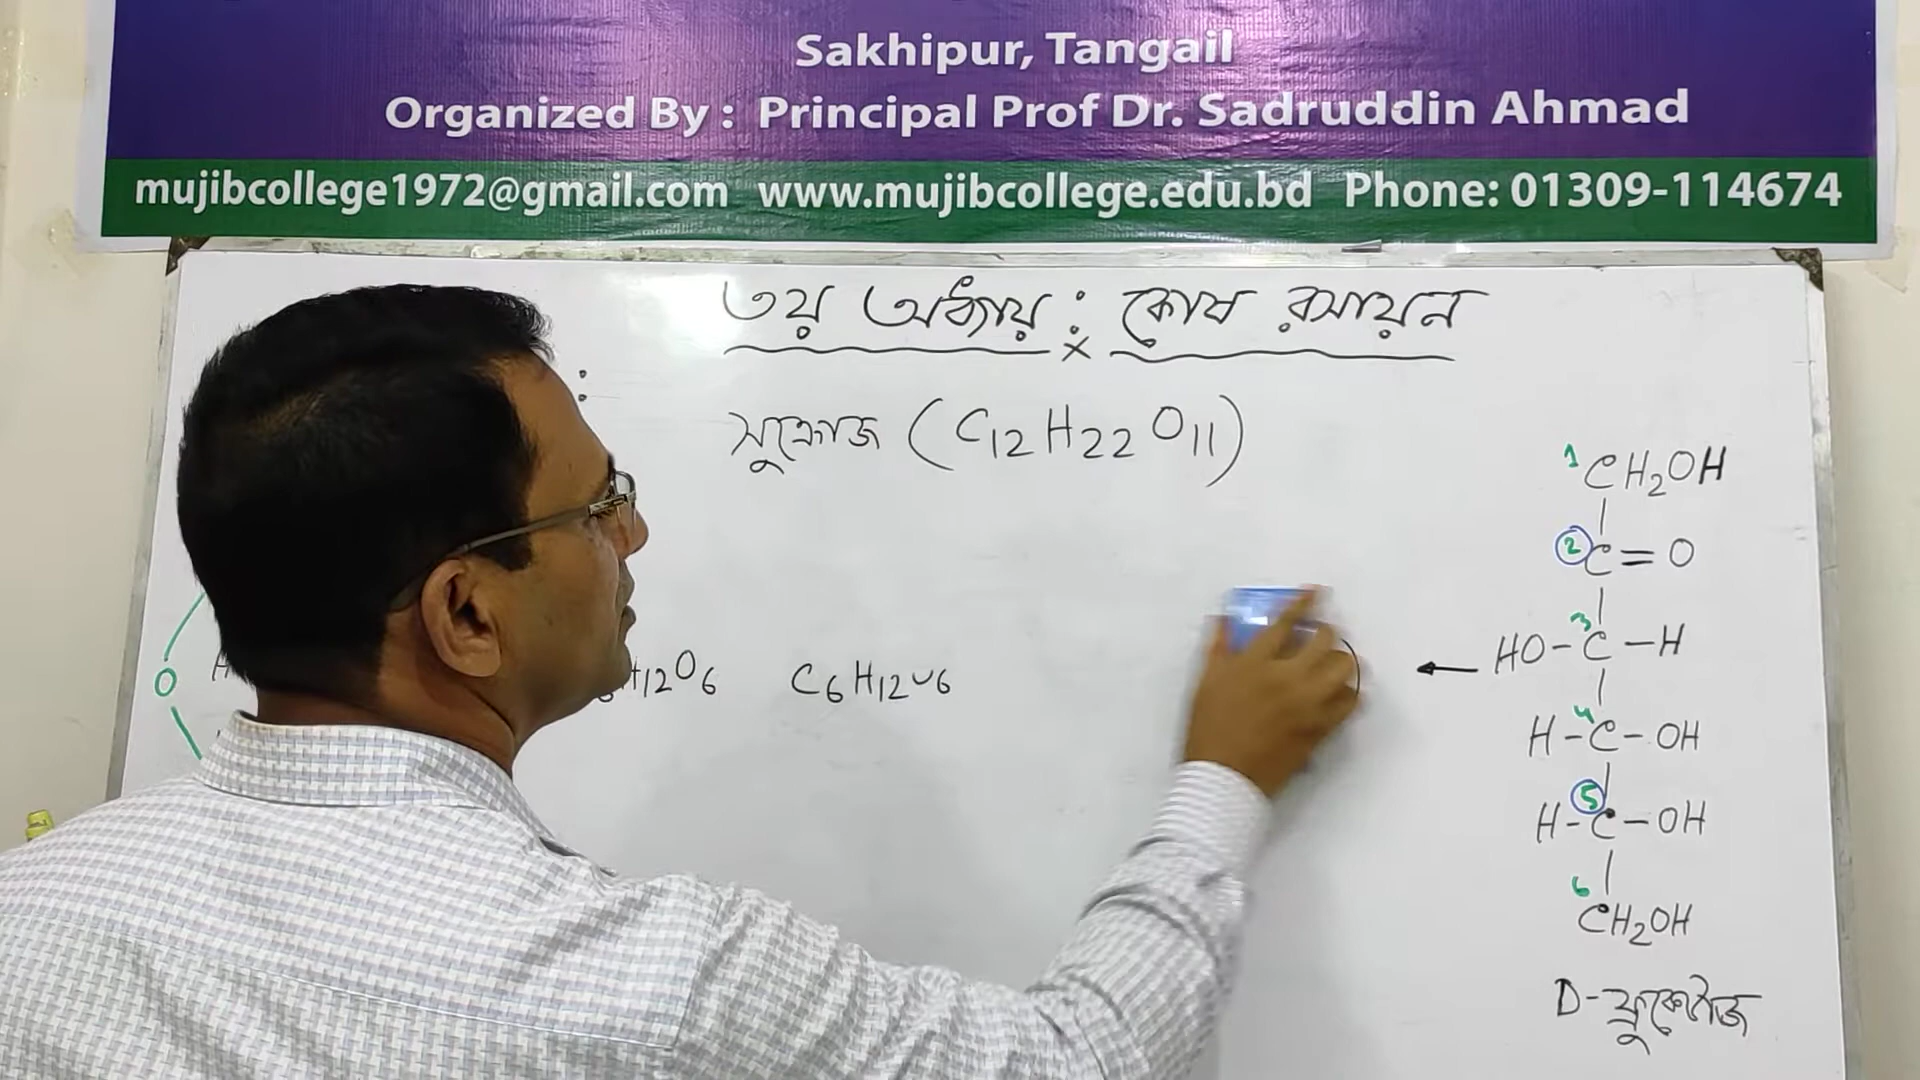 Sakhipur, Tangail
Organized By : Principal Prof Dr. Sadruddin Ahmad
mujibcollege1972@gmail.com www.mujibcollege.edu.bd Phone: 01309-114674
৩য় অধ্যায় : কোষ রসায়ন
x
সুক্রোজ (C12H22O11)
1 CH2OH
2 C=O
HO-C-H
3
H-C-OH
4
H-C-OH
5
6
CH2OH
O
H12O6 C6H12O6
D-ফ্রুক্টোজ